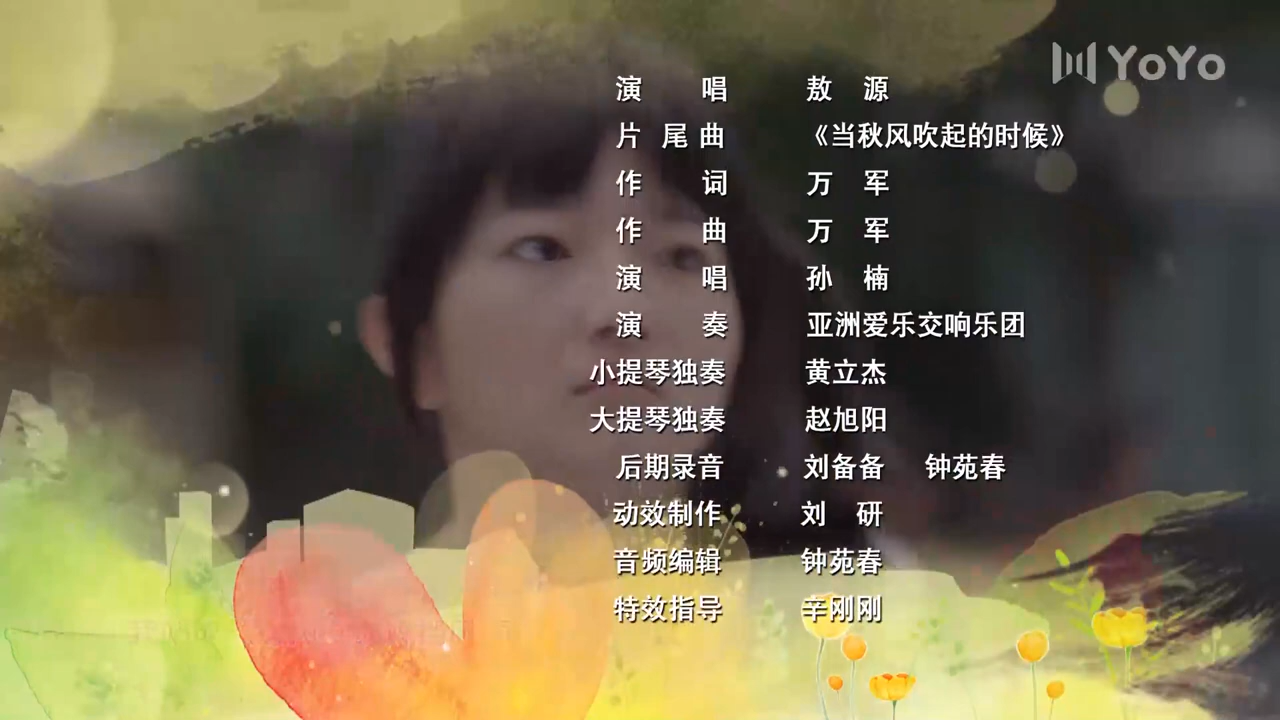 YoYo
演 唱 敖 源
片 尾 曲 《当秋风吹起的时候》
作 词 万 军
作 曲 万 军
演 唱 孙 楠
演 奏 亚洲爱乐交响乐团
小提琴独奏 黄立杰
大提琴独奏 赵旭阳
后期录音 刘备备 钟苑春
动效制作 刘 研
音频编辑 钟苑春
特效指导 辛刚刚